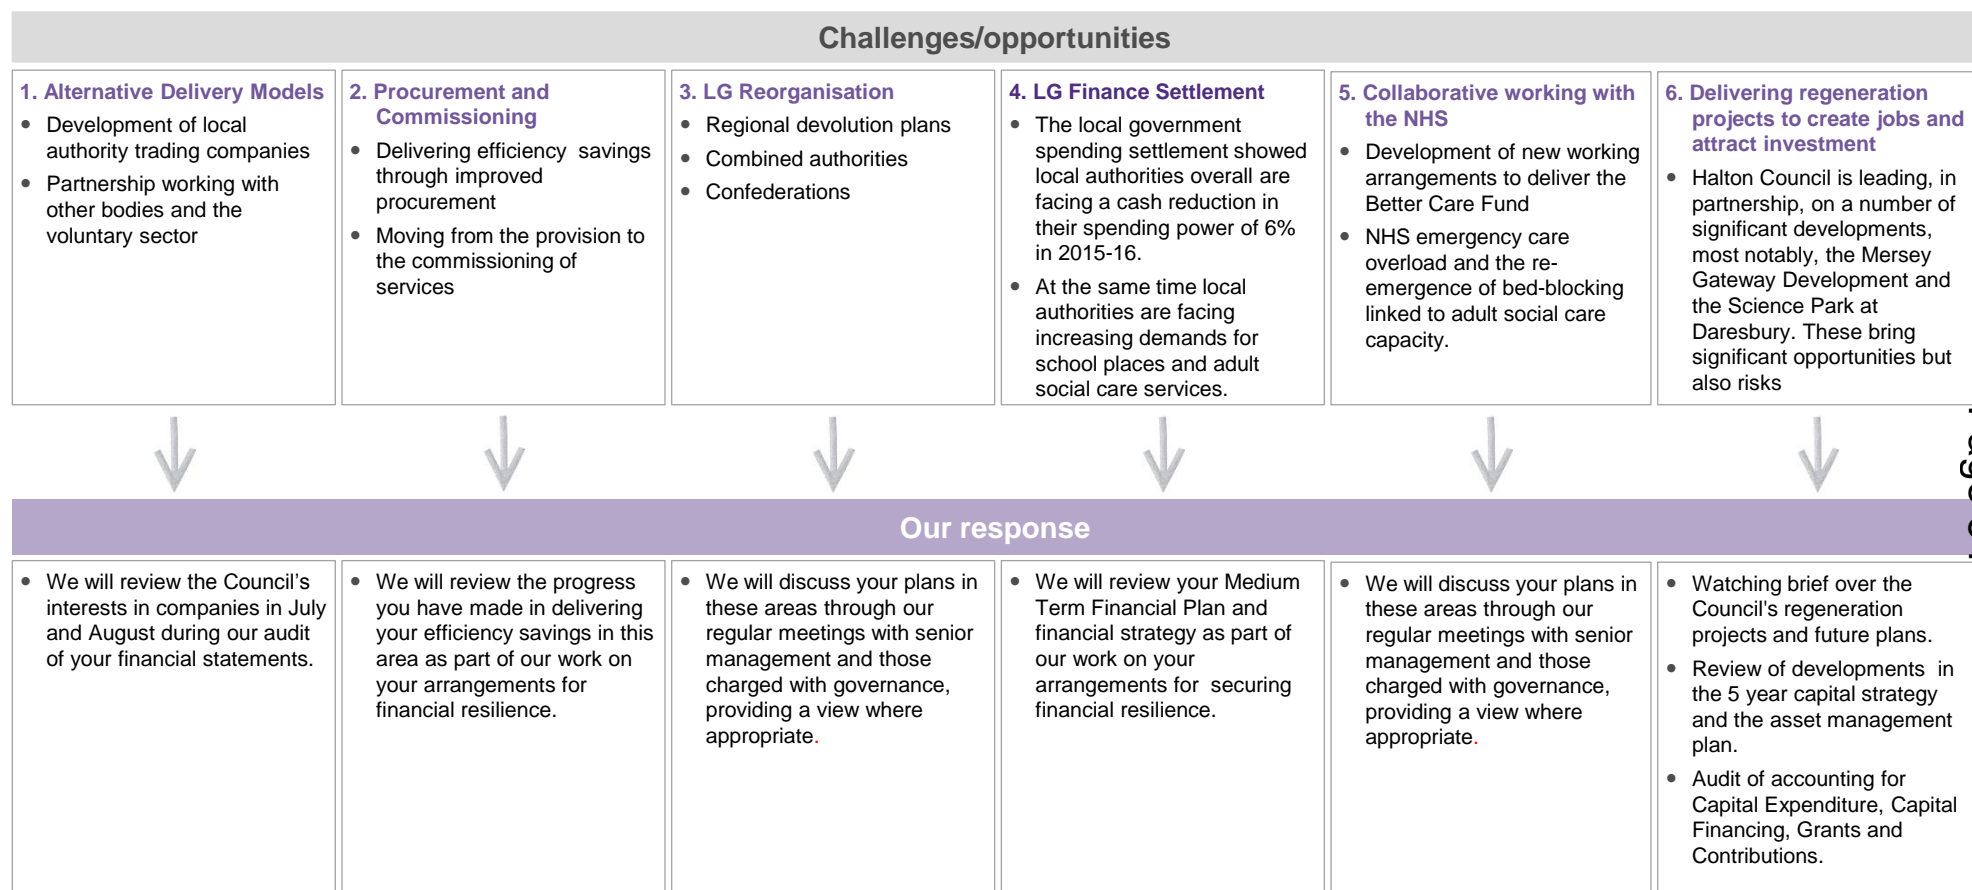 Challenges/opportunities
1. Alternative Delivery Models
• Development of local
authority trading companies
• Partnership working with
other bodies and the
voluntary sector
2. Procurement and
Commissioning
• Delivering efficiency savings
through improved
procurement
• Moving from the provision to
the commissioning of
services
3. LG Reorganisation
• Regional devolution plans
• Combined authorities
• Confederations
4. LG Finance Settlement
• The local government
spending settlement showed
local authorities overall are
facing a cash reduction in
their spending power of 6%
in 2015-16.
• At the same time local
authorities are facing
increasing demands for
school places and adult
social care services.
5. Collaborative working with
the NHS
• Development of new working
arrangements to deliver the
Better Care Fund
• NHS emergency care
overload and the re-
emergence of bed-blocking
linked to adult social care
capacity.
6. Delivering regeneration
projects to create jobs and
attract investment
• Halton Council is leading, in
partnership, on a number of
significant developments,
most notably, the Mersey
Gateway Development and
the Science Park at
Daresbury. These bring
significant opportunities but
also risks
Our response
• We will review the Council's
interests in companies in July
and August during our audit
of your financial statements.
• We will review the progress
you have made in delivering
your efficiency savings in this
area as part of our work on
your arrangements for
financial resilience.
• We will discuss your plans in
these areas through our
regular meetings with senior
management and those
charged with governance,
providing a view where
appropriate.
• We will review your Medium
Term Financial Plan and
financial strategy as part of
our work on your
arrangements for securing
financial resilience.
• We will discuss your plans in
these areas through our
regular meetings with senior
management and those
charged with governance,
providing a view where
appropriate.
• Watching brief over the
Council's regeneration
projects and future plans.
• Review of developments in
the 5 year capital strategy
and the asset management
plan.
• Audit of accounting for
Capital Expenditure, Capital
Financing, Grants and
Contributions.